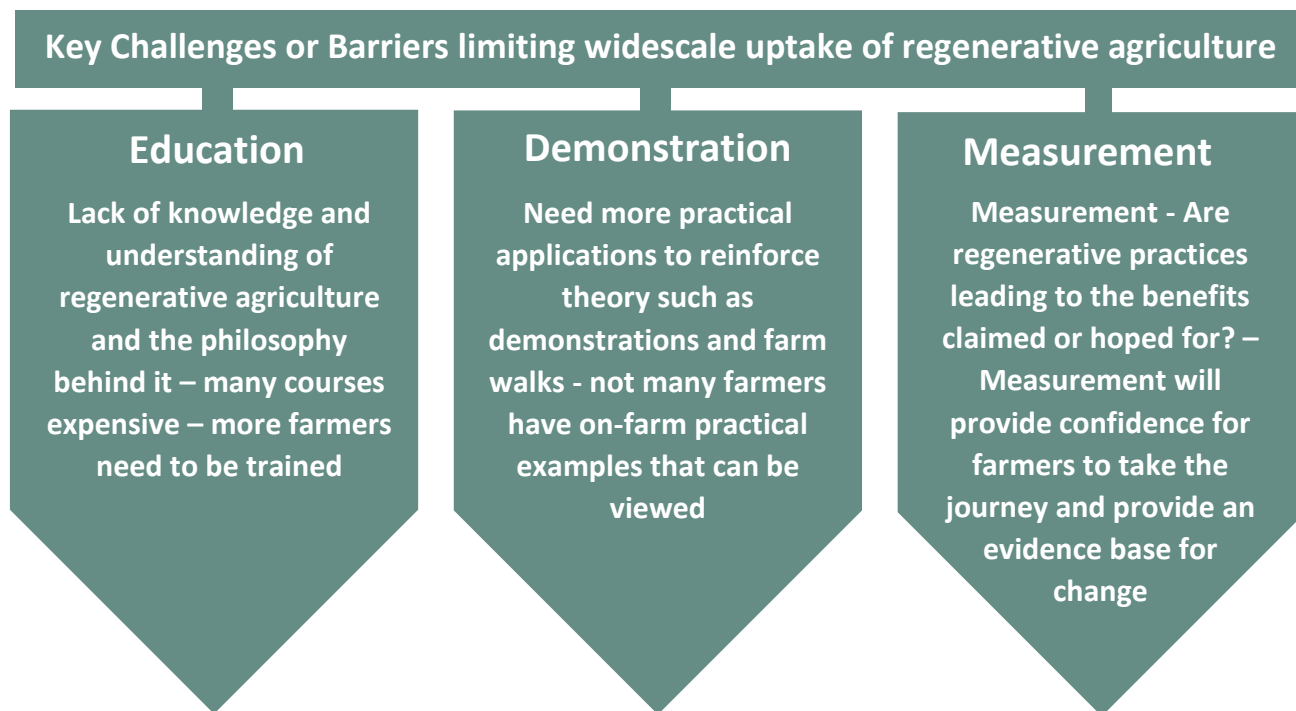 Key Challenges or Barriers limiting widescale uptake of regenerative agriculture
Education
Lack of knowledge and
understanding of
regenerative agriculture
and the philosophy
behind it – many courses
expensive – more farmers
need to be trained
Demonstration
Need more practical
applications to reinforce
theory such as
demonstrations and farm
walks - not many farmers
have on-farm practical
examples that can be
viewed
Measurement
Measurement - Are
regenerative practices
leading to the benefits
claimed or hoped for? –
Measurement will
provide confidence for
farmers to take the
journey and provide an
evidence base for
change